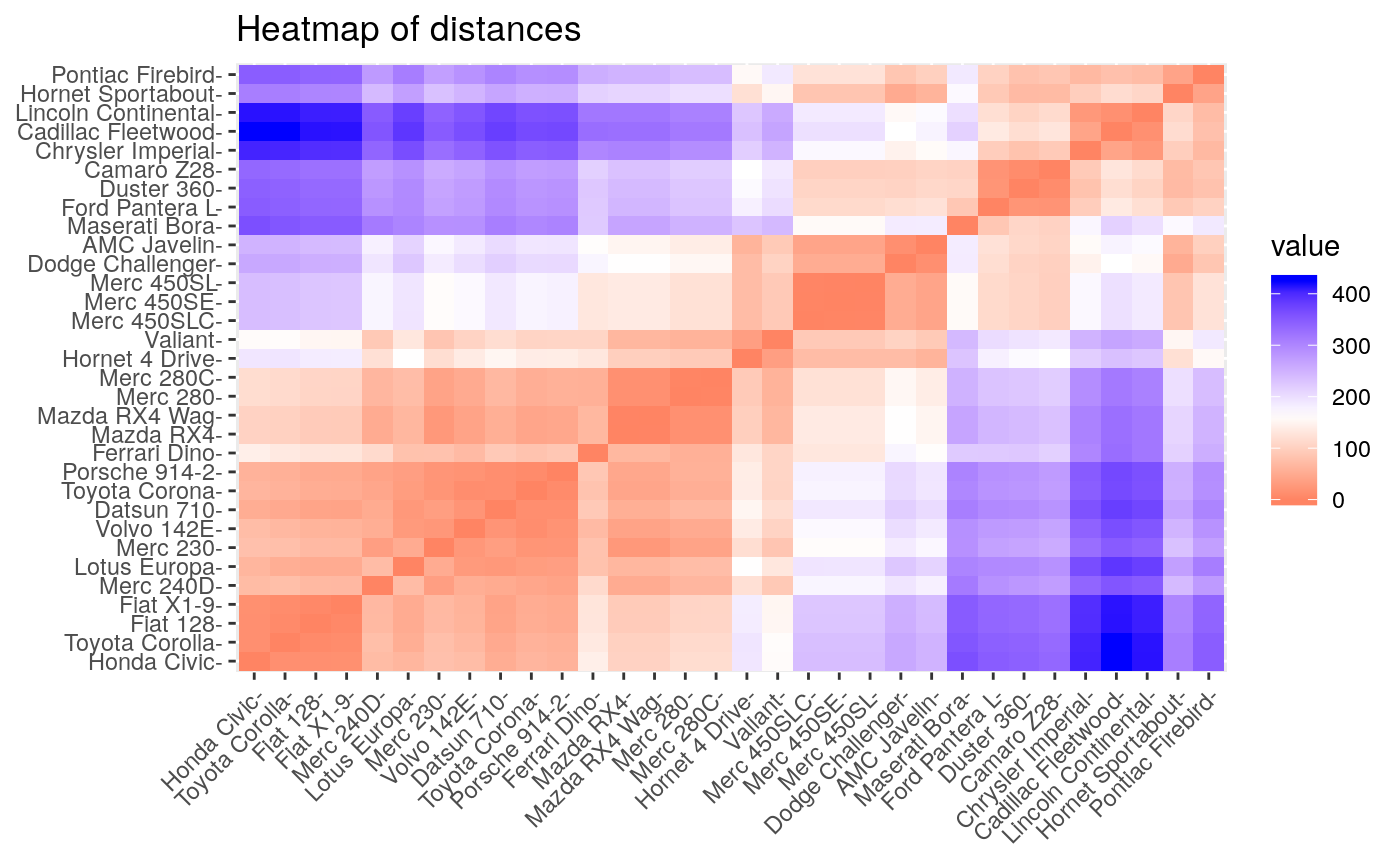 Heatmap of distances
Pontiac Firebird-
Hornet Sportabout-
Lincoln Continental-
Cadillac Fleetwood-
Chrysler Imperial-
Camaro Z28-
Duster 360-
Ford Pantera L-
Maserati Bora-
AMC Javelin-
Dodge Challenger-
Merc 450SL-
Merc 450SE-
Merc 450SLC-
Valiant-
Hornet 4 Drive-
Merc 280C-
Merc 280-
Mazda RX4 Wag-
Mazda RX4-
Ferrari Dino-
Porsche 914-2-
Toyota Corona-
Datsun 710-
Volvo 142E-
Merc 230-
Lotus Europa-
Merc 240D-
Fiat X1-9-
Fiat 128-
Toyota Corolla-
Honda Civic-
Honda Civic-
Toyota Corolla-
Fiat 128-
Fiat X1-9-
Merc 240D-
Lotus Europa-
Merc 230-
Volvo 142E-
Datsun 710-
Toyota Corona-
Porsche 914-2-
Ferrari Dino-
Mazda RX4-
Mazda RX4 Wag-
Merc 280-
Merc 280C-
Hornet 4 Drive-
Valiant-
Merc 450SLC-
Merc 450SE-
Merc 450SL-
Dodge Challenger-
AMC Javelin-
Maserati Bora-
Ford Pantera L-
Duster 360-
Camaro Z28-
Chrysler Imperial-
Cadillac Fleetwood-
Lincoln Continental-
Hornet Sportabout-
Pontiac Firebird-
value
400
300
200
100
0